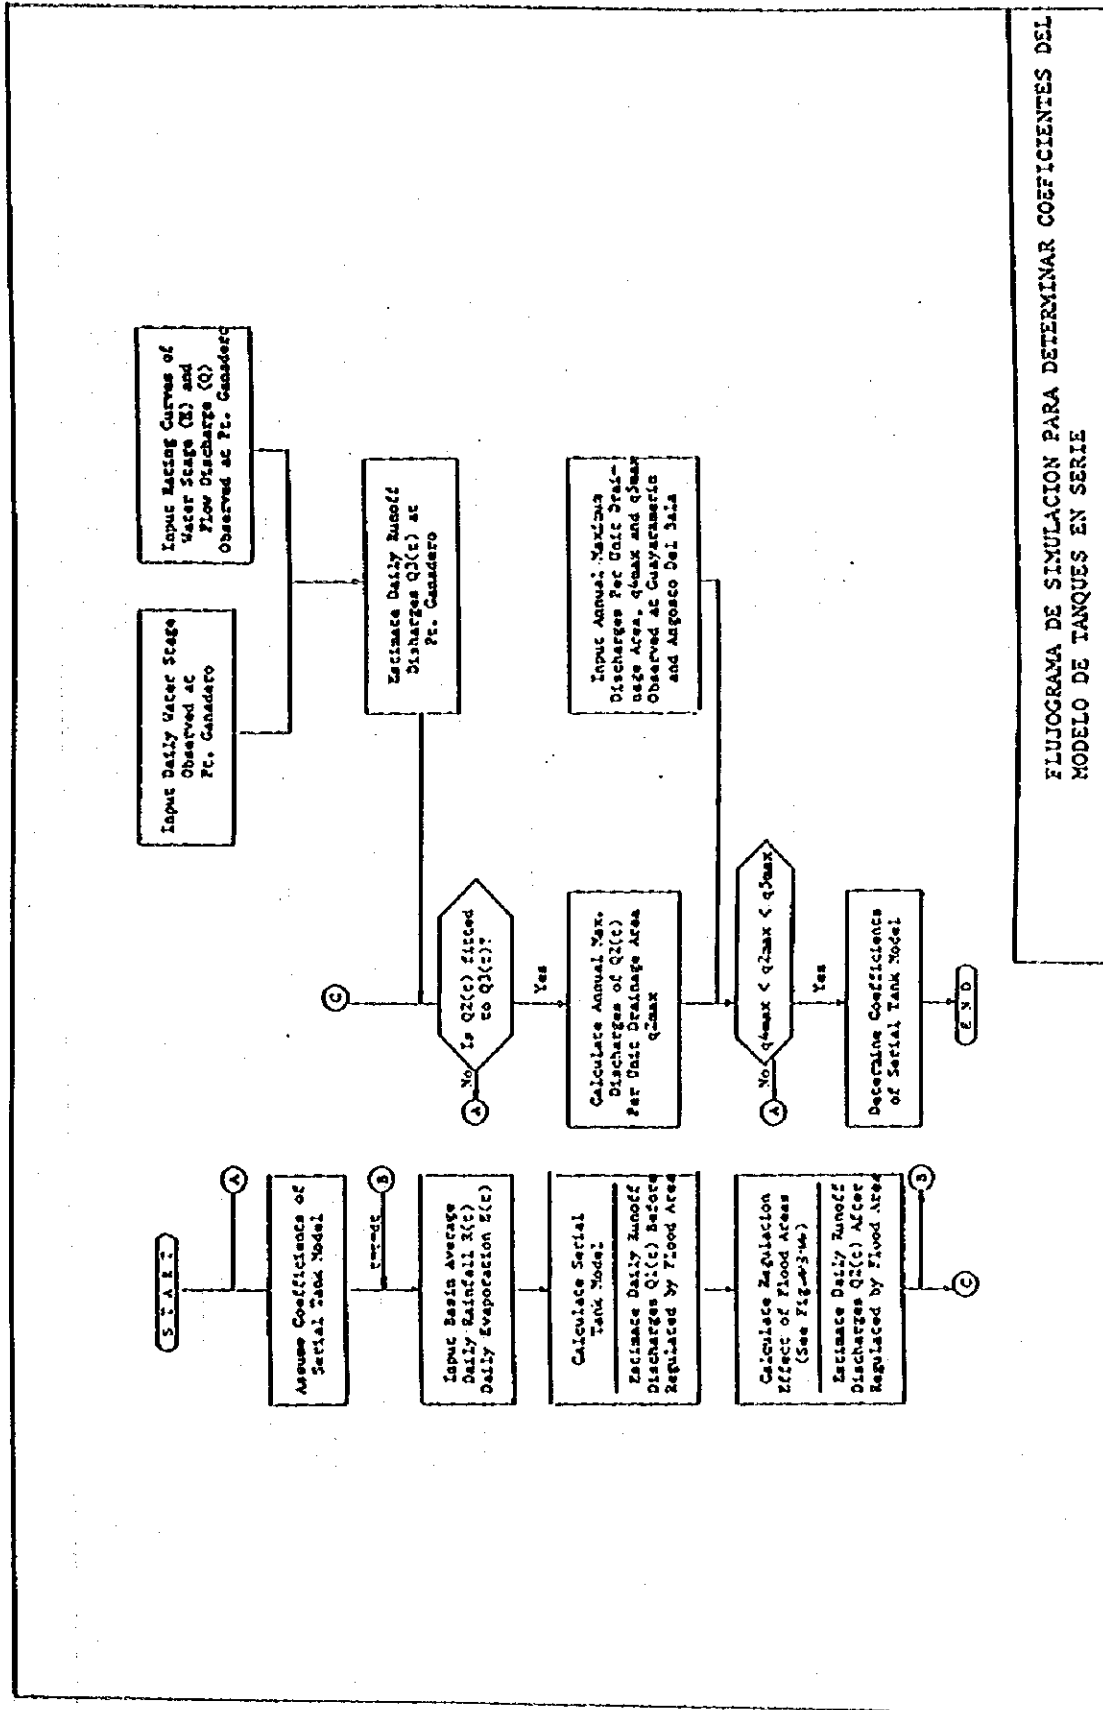 START
A
Assume Coefficients of
Serial Tank Model
B
Input Basin Average
Daily Rainfall R(t)
Daily Evaporation E(t)
Calculate Serial
Tank Model
Estimate Daily Runoff
Discharges Q1(t) Before
Regulated by Flood Area
Calculate Regulation
Effect of Flood Areas
(See Fig.
Estimate Daily Runoff
Discharges Q2(t) After
Regulated by Flood Area
B
C
C
Is Q2(t) fitted
to Q3(t)?
No
A
Yes
Calculate Annual Max.
Discharges of Q2(t)
Per Unit Drainage Area
q2max
q4max < q2max < q5max
No
A
Yes
Determine Coefficients
of Serial Tank Model
END
Input Daily Water Stage
Observed at
Pt. Ganadero
Input Rating Curves of
Water Stage (H) and
Flow Discharge (Q)
Observed at Pt. Ganadero
Estimate Daily Runoff
Disharges Q3(t) at
Pt. Ganadero
Input Annual Maximum
Discharges Per Unit Drai-
nage Area, q4max and q5max
Observed at Guayaramerin
and Angosto Del Bala
FLUJOGRAMA DE SIMULACION PARA DETERMINAR COEFICIENTES DEL
MODELO DE TANQUES EN SERIE